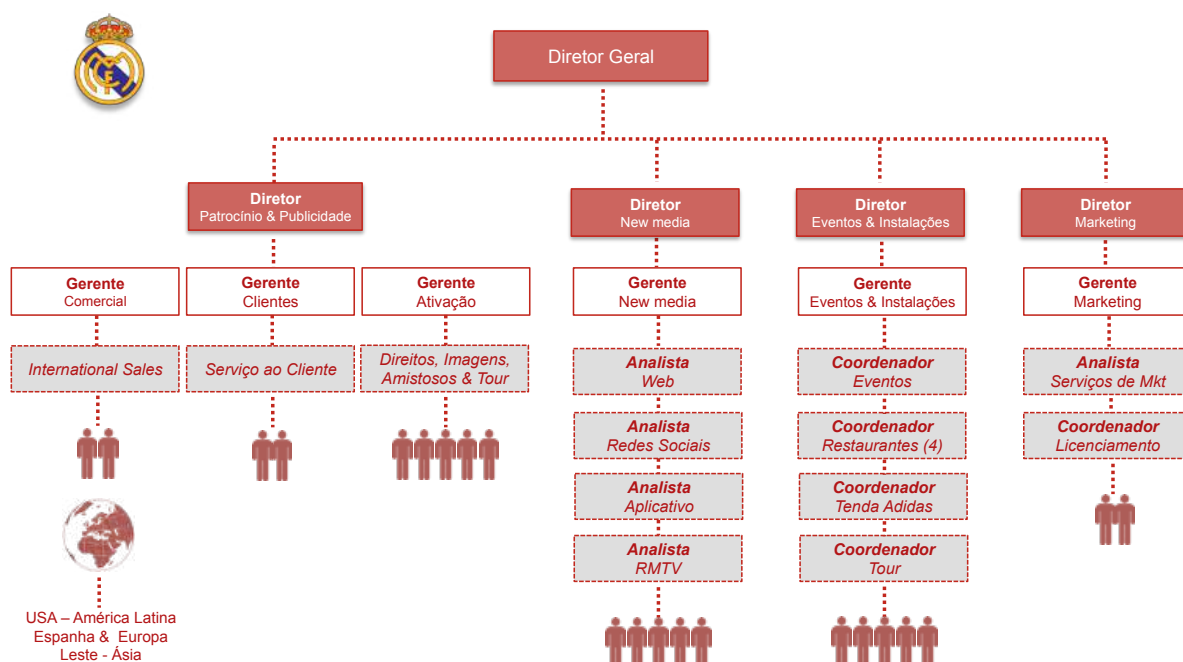 Diretor Geral
Diretor
Patrocínio & Publicidade
Diretor
New media
Diretor
Eventos & Instalações
Diretor
Marketing
Gerente
Comercial
Gerente
Clientes
Gerente
Ativação
Gerente
New media
Gerente
Eventos & Instalações
Gerente
Marketing
International Sales
Serviço ao Cliente
Direitos, Imagens,
Amistosos & Tour
Analista
Web
Coordenador
Eventos
Analista
Serviços de Mkt
Analista
Redes Sociais
Coordenador
Restaurantes (4)
Coordenador
Licenciamento
Analista
Aplicativo
Coordenador
Tenda Adidas
Analista
RMTV
Coordenador
Tour
USA – América Latina
Espanha & Europa
Leste - Ásia